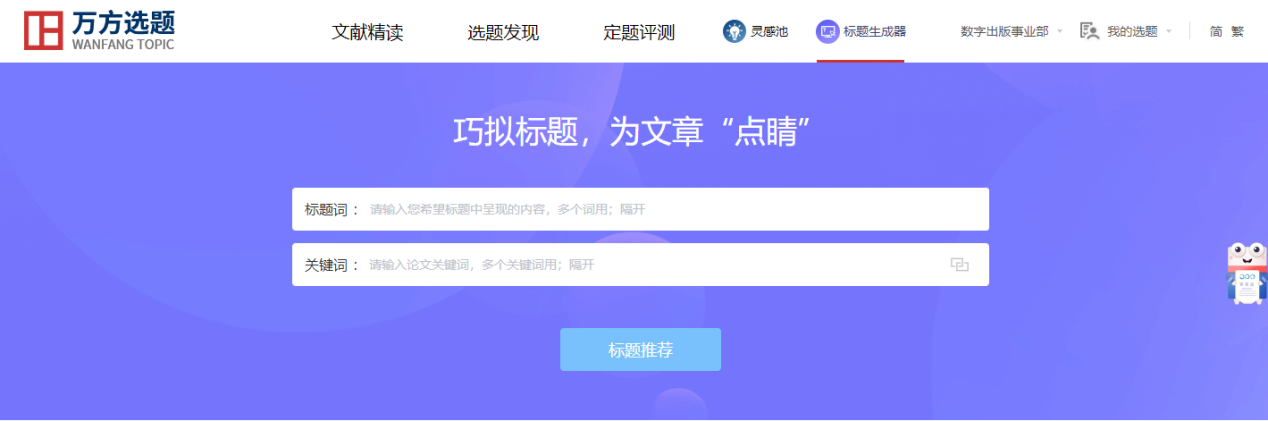 万方选题
WANFANG TOPIC
文献精读 选题发现 定题评测 灵感池 标题生成器 数字出版事业部 我的选题 简 繁
巧拟标题，为文章“点睛”
标题词： 请输入您希望标题中呈现的内容，多个词用；隔开
关键词： 请输入论文关键词，多个关键词用；隔开
标题推荐